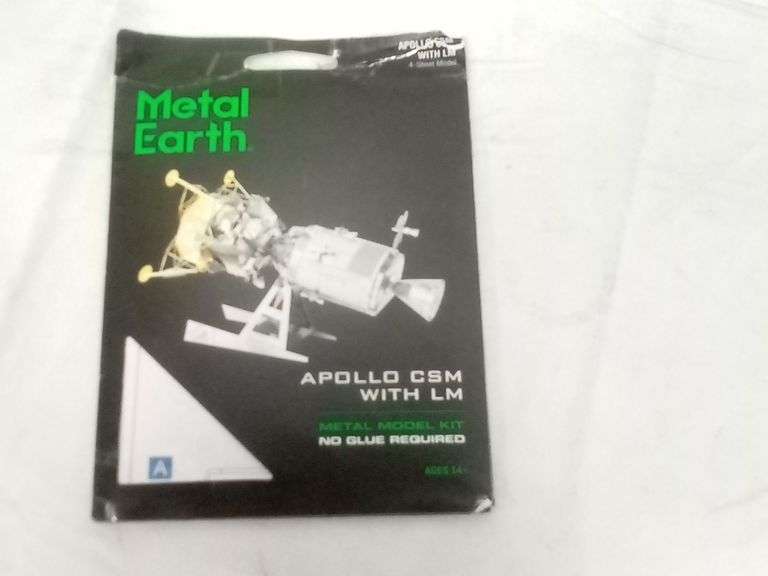 APOLLO CSM
WITH LM
4 Sheet Model
Metal
Earth
APOLLO CSM
WITH LM
METAL MODEL KIT
NO GLUE REQUIRED
AGES 14+
A